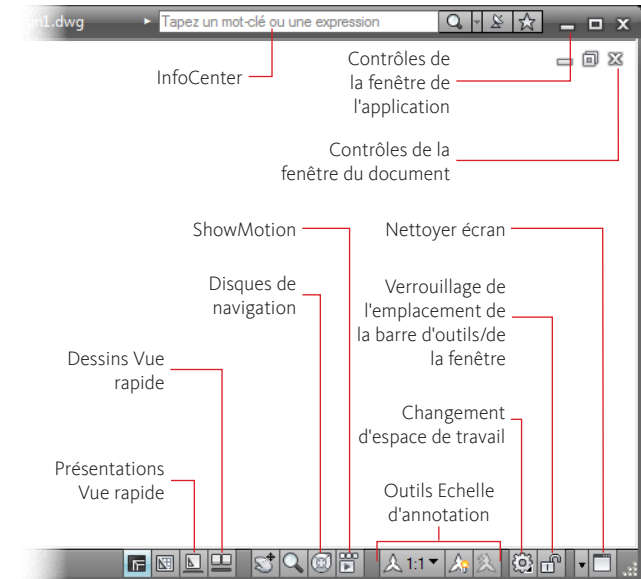 en1.dwg
Tapez un mot-clé ou une expression
InfoCenter
Contrôles de
la fenêtre de
l'application
Contrôles de la
fenêtre du document
ShowMotion
Nettoyer écran
Disques de
navigation
Verrouillage de
l'emplacement de
la barre d'outils/de
la fenêtre
Dessins Vue
rapide
Changement
d'espace de travail
Présentations
Vue rapide
Outils Echelle
d'annotation
1:1